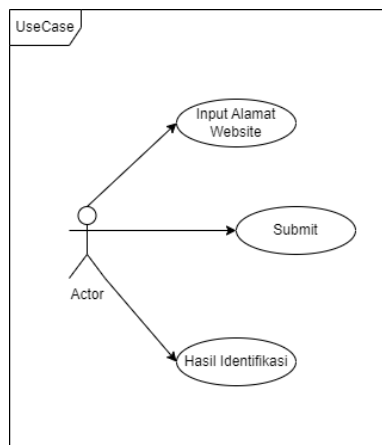 UseCase
Input Alamat
Website
Submit
Actor
Hasil Identifikasi